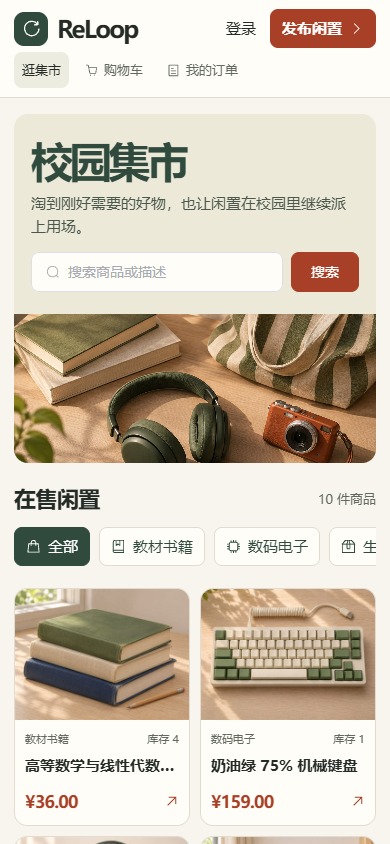 ReLoop
登录
发布闲置
逛集市
购物车
我的订单
校园集市
淘到刚好需要的好物，也让闲置在校园里继续派
上用场。
搜索商品或描述
搜索
在售闲置
10 件商品
全部
教材书籍
数码电子
生
教材书籍
库存 4
数码电子
库存 1
高等数学与线性代数...
奶油绿 75% 机械键盘
¥36.00
¥159.00